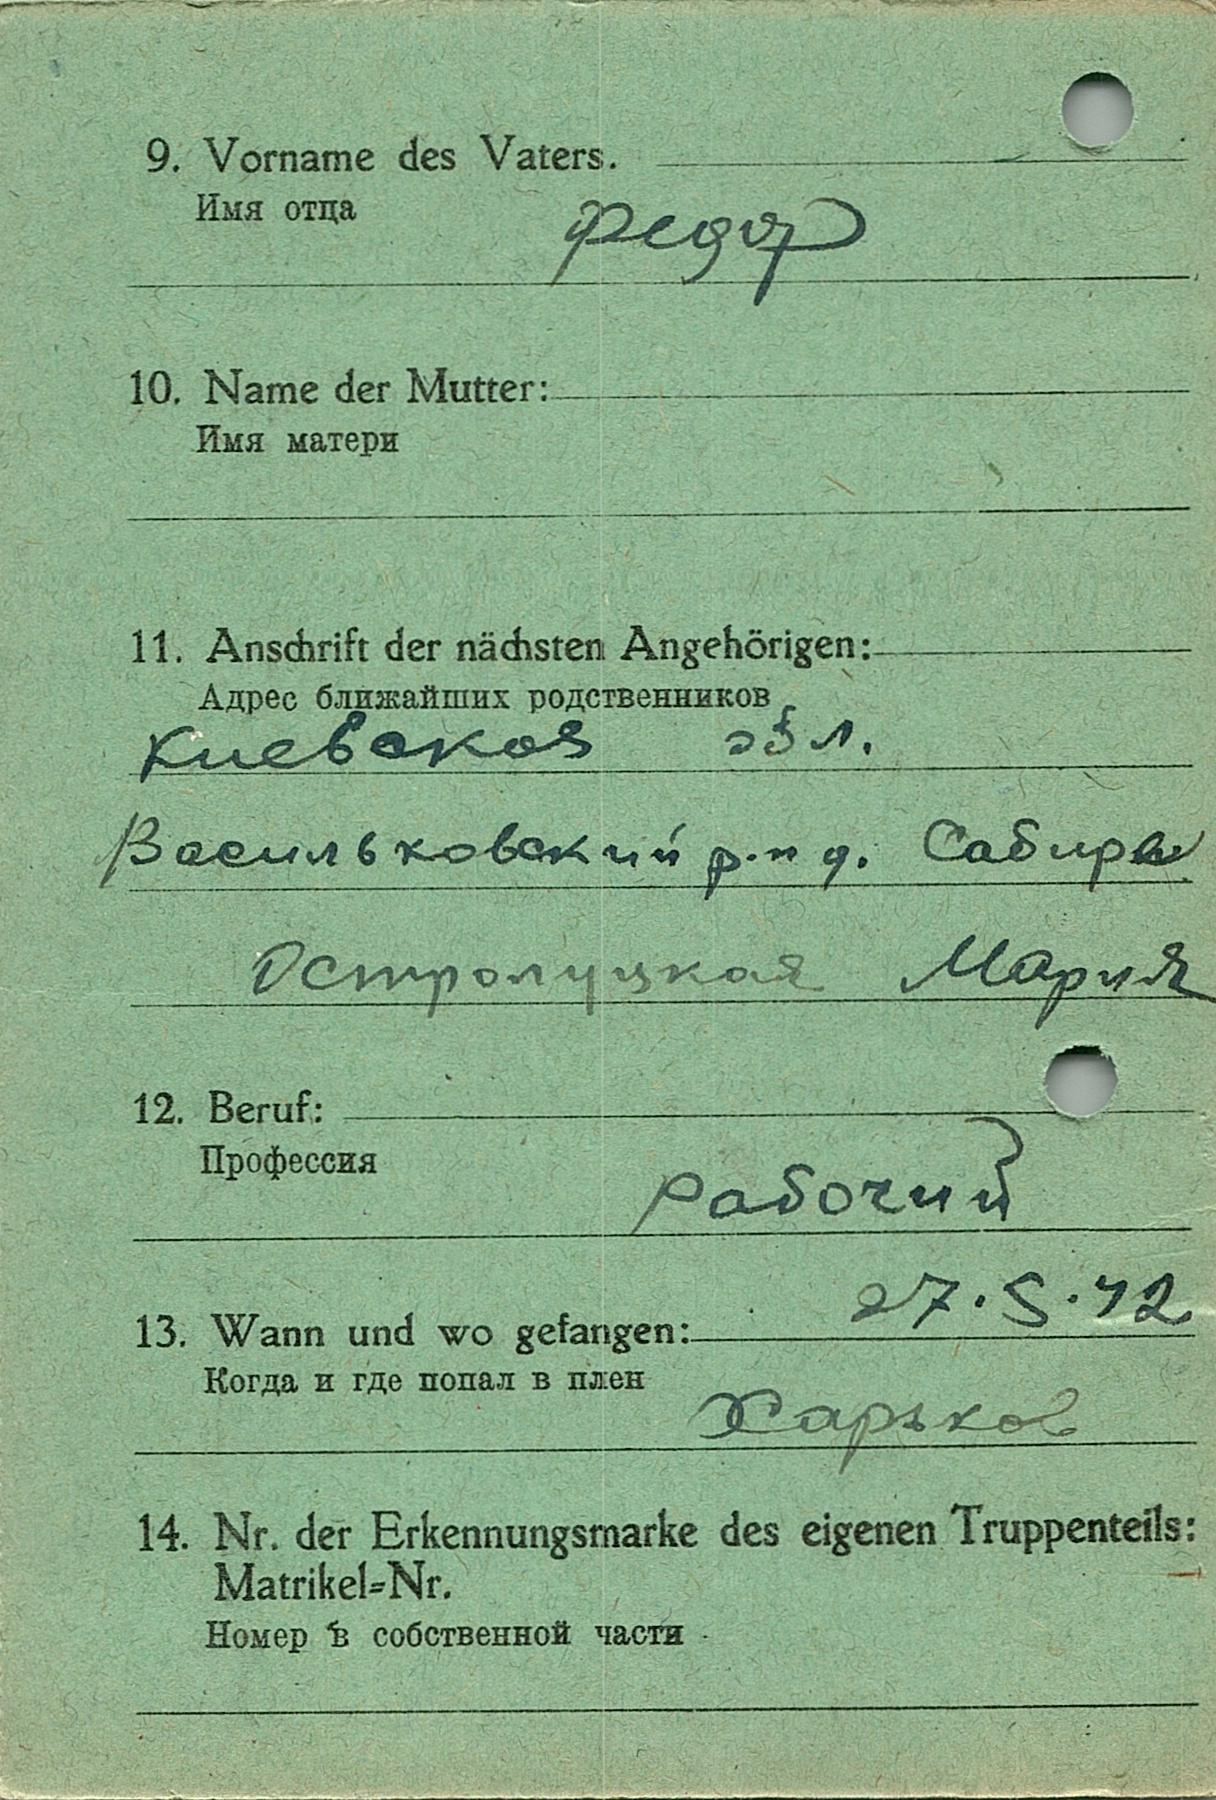 9. Vorname des Vaters.
Имя отца
Федор
10. Name der Mutter:
Имя матери
11. Anschrift der nächsten Angehörigen:
Адрес ближайших родственников
Киевская обл.
Васильковский р-н д.
Остролуцкая Мария
12. Beruf:
Профессия
рабочий
27.5.42
13. Wann und wo gefangen:
Когда и где попал в плен
Харьков
14. Nr. der Erkennungsmarke des eigenen Truppenteils:
Matrikel=Nr.
Номер в собственной части